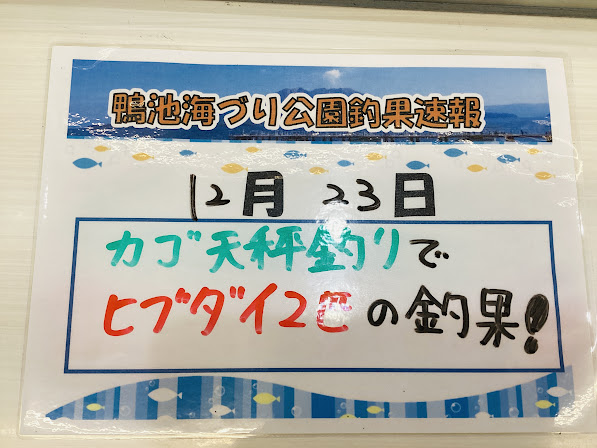 鴨池海づり公園釣果速報
12月 23日
カゴ天秤釣りで
ヒブダイ2匹の釣果!